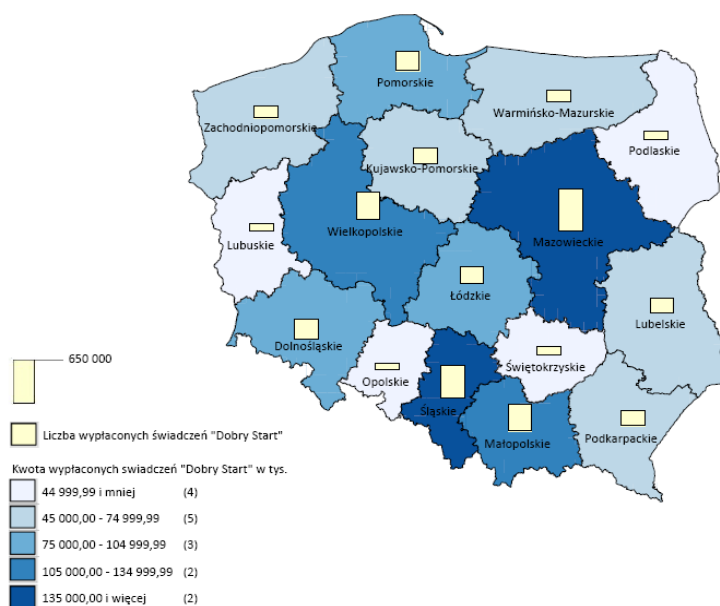 Pomorskie
Warmińsko-Mazurskie
Zachodniopomorskie
Podlaskie
Kujawsko-Pomorskie
Wielkopolskie
Mazowieckie
Lubuskie
Łódzkie
Lubelskie
Dolnośląskie
Świętokrzyskie
Opolskie
Śląskie
Małopolskie
Podkarpackie
650 000
Liczba wypłaconych świadczeń "Dobry Start"
Kwota wypłaconych swiadczeń "Dobry Start" w tys.
44 999,99 i mniej (4)
45 000,00 - 74 999,99 (5)
75 000,00 - 104 999,99 (3)
105 000,00 - 134 999,99 (2)
135 000,00 i więcej (2)